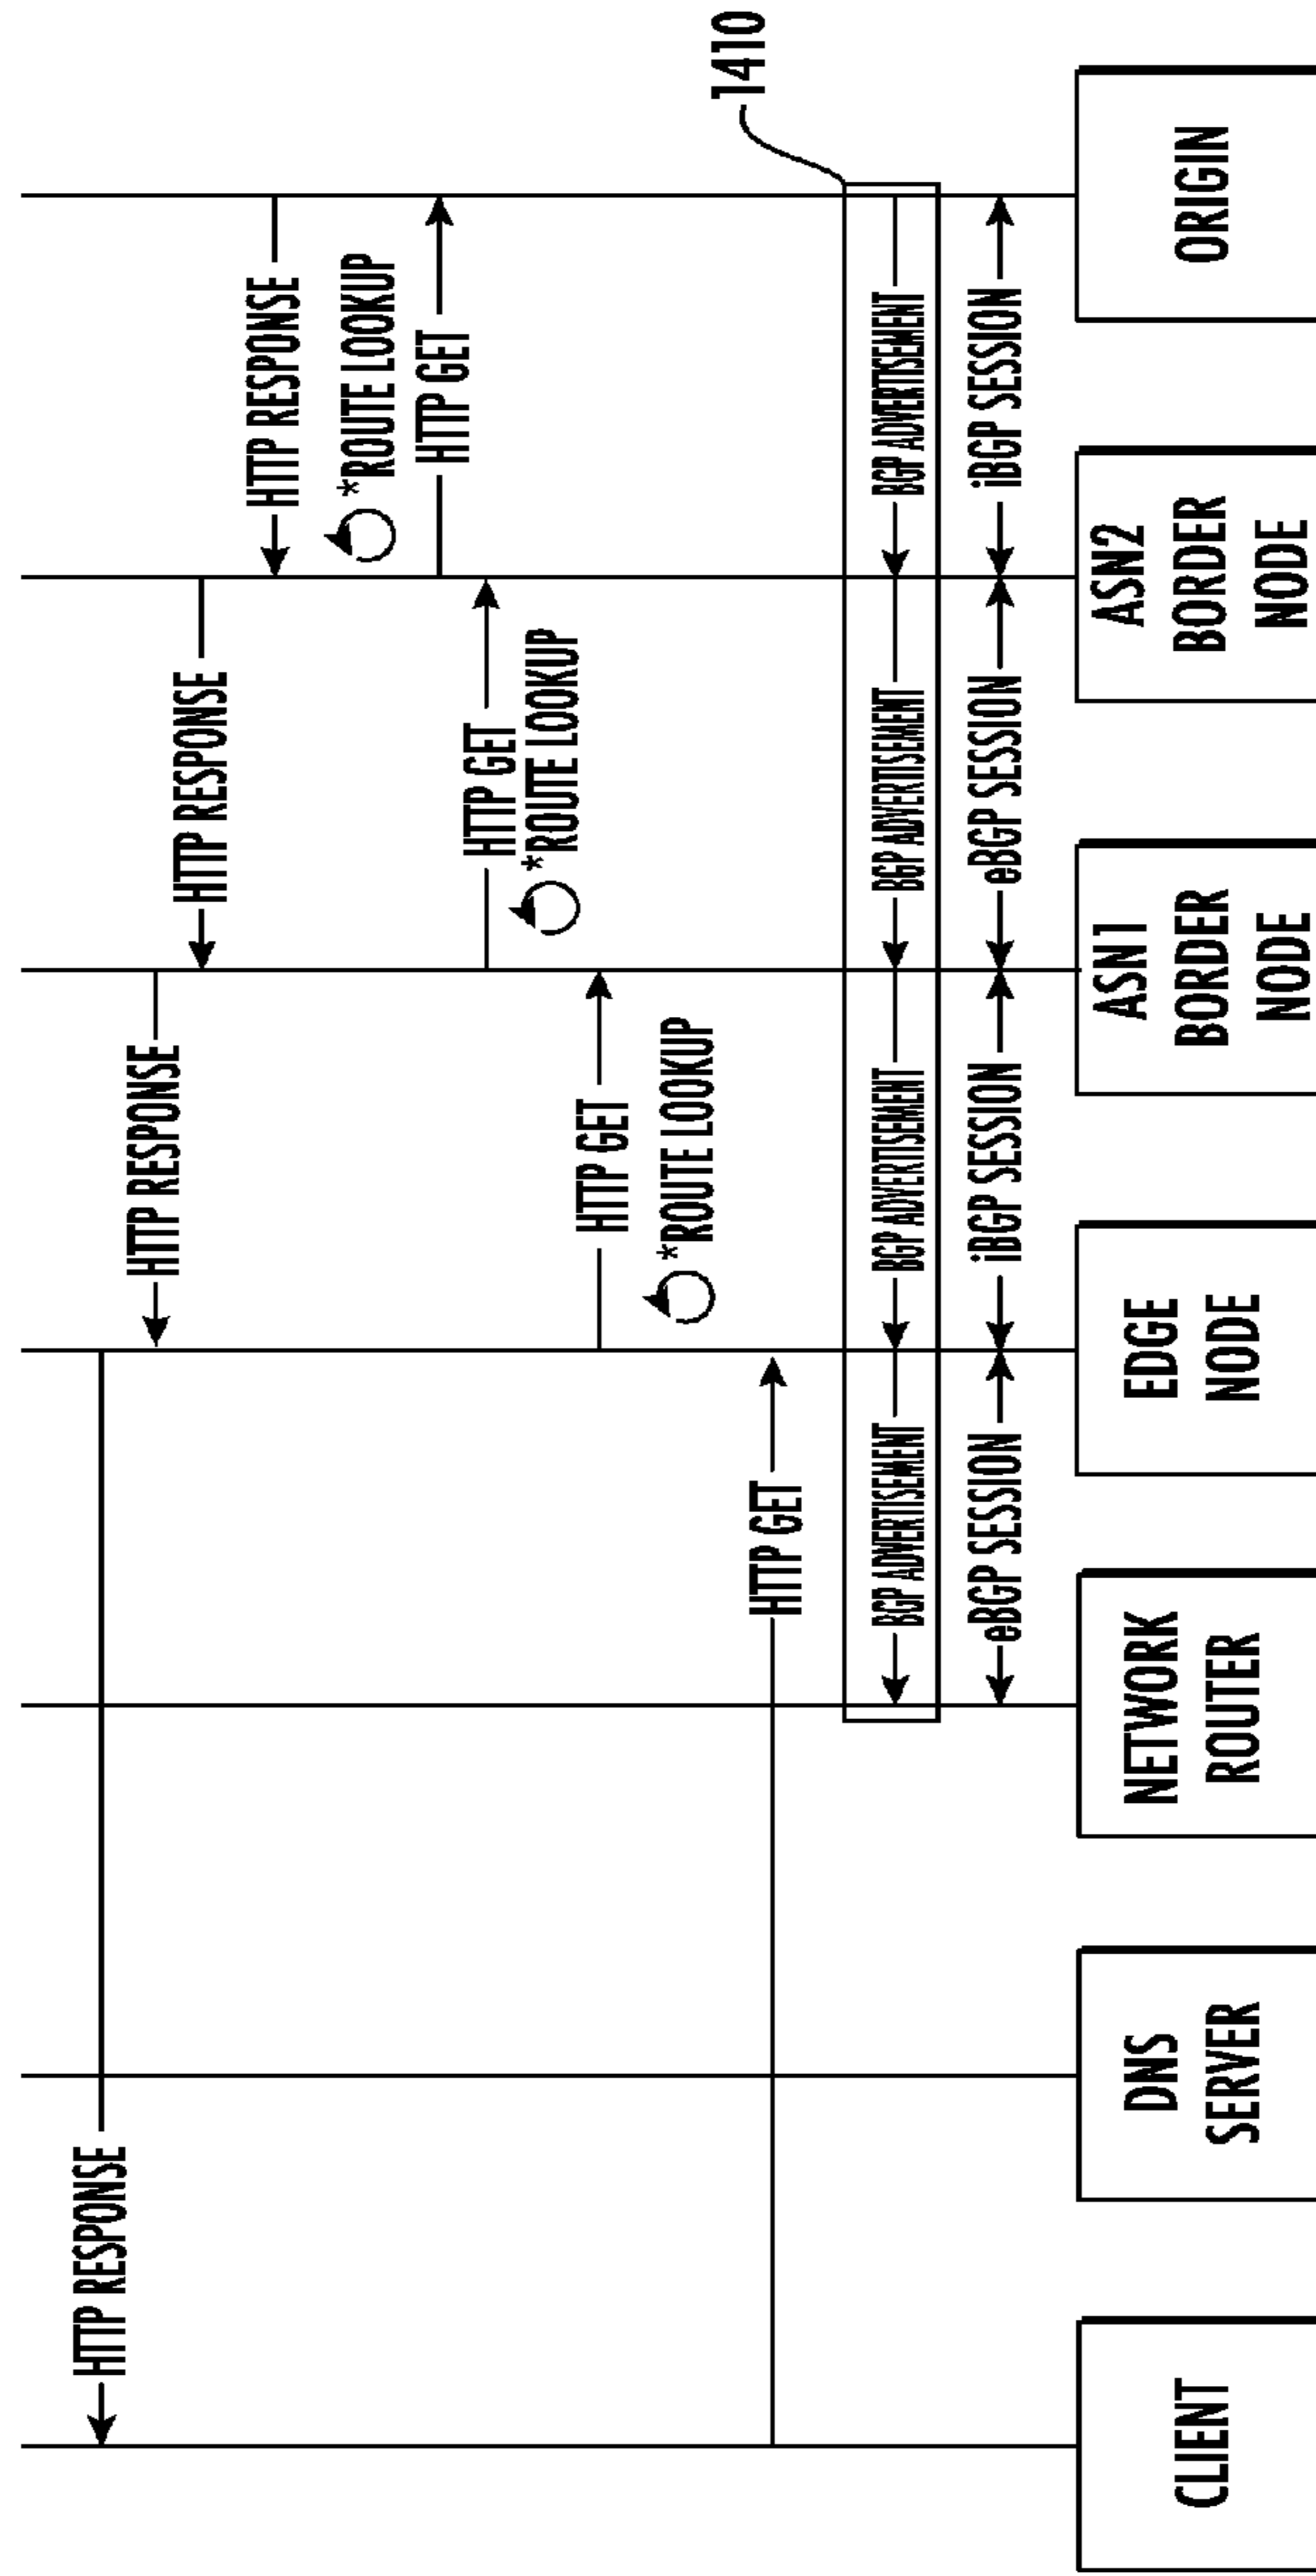 HTTP RESPONSE
HTTP RESPONSE
HTTP RESPONSE
HTTP RESPONSE
*ROUTE LOOKUP
HTTP GET
HTTP GET
*ROUTE LOOKUP
HTTP GET
*ROUTE LOOKUP
1410
HTTP GET
BGP ADVERTISEMENT
BGP ADVERTISEMENT
BGP ADVERTISEMENT
BGP ADVERTISEMENT
eBGP SESSION
iBGP SESSION
eBGP SESSION
iBGP SESSION
CLIENT
DNS
SERVER
NETWORK
ROUTER
EDGE
NODE
ASN1
BORDER
NODE
ASN2
BORDER
NODE
ORIGIN